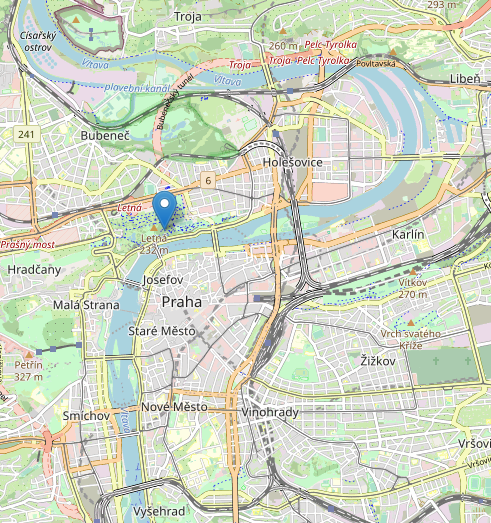 Troja
293 m
Císařský
ostrov
260 m
Pelc-Tyrolka
Vltava
Troja
Troja
Pelc-Tyrolka
Povltavská
Vltava
plavební kanál
Libeň
Bubenečský tunel
241
Bubeneč
Holešovice
6
Letná
Letná
232 m
Prašný most
Karlín
Hradčany
Josefov
Vítkov
270 m
Malá Strana
Praha
Staré Město
Vrch svatého
Kříže
Petřín
327 m
Žižkov
Nové Město
Vinohrady
Smíchov
Vršovi
Vršovi
Vyšehrad